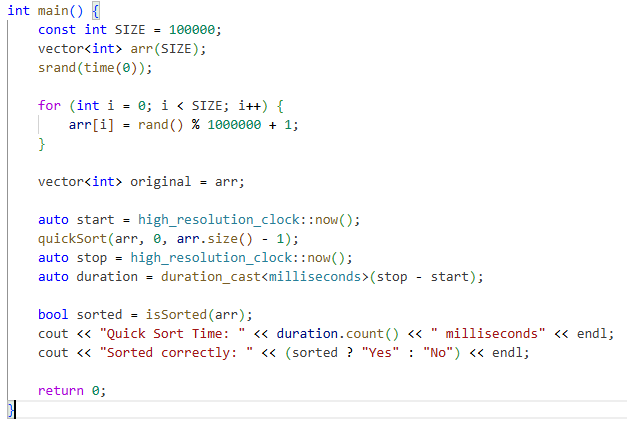 int main() {
    const int SIZE = 100000;
    vector<int> arr(SIZE);
    srand(time(0));

    for (int i = 0; i < SIZE; i++) {
        arr[i] = rand() % 1000000 + 1;
    }

    vector<int> original = arr;

    auto start = high_resolution_clock::now();
    quickSort(arr, 0, arr.size() - 1);
    auto stop = high_resolution_clock::now();
    auto duration = duration_cast<milliseconds>(stop - start);

    bool sorted = isSorted(arr);
    cout << "Quick Sort Time: " << duration.count() << " milliseconds" << endl;
    cout << "Sorted correctly: " << (sorted ? "Yes" : "No") << endl;

    return 0;
}